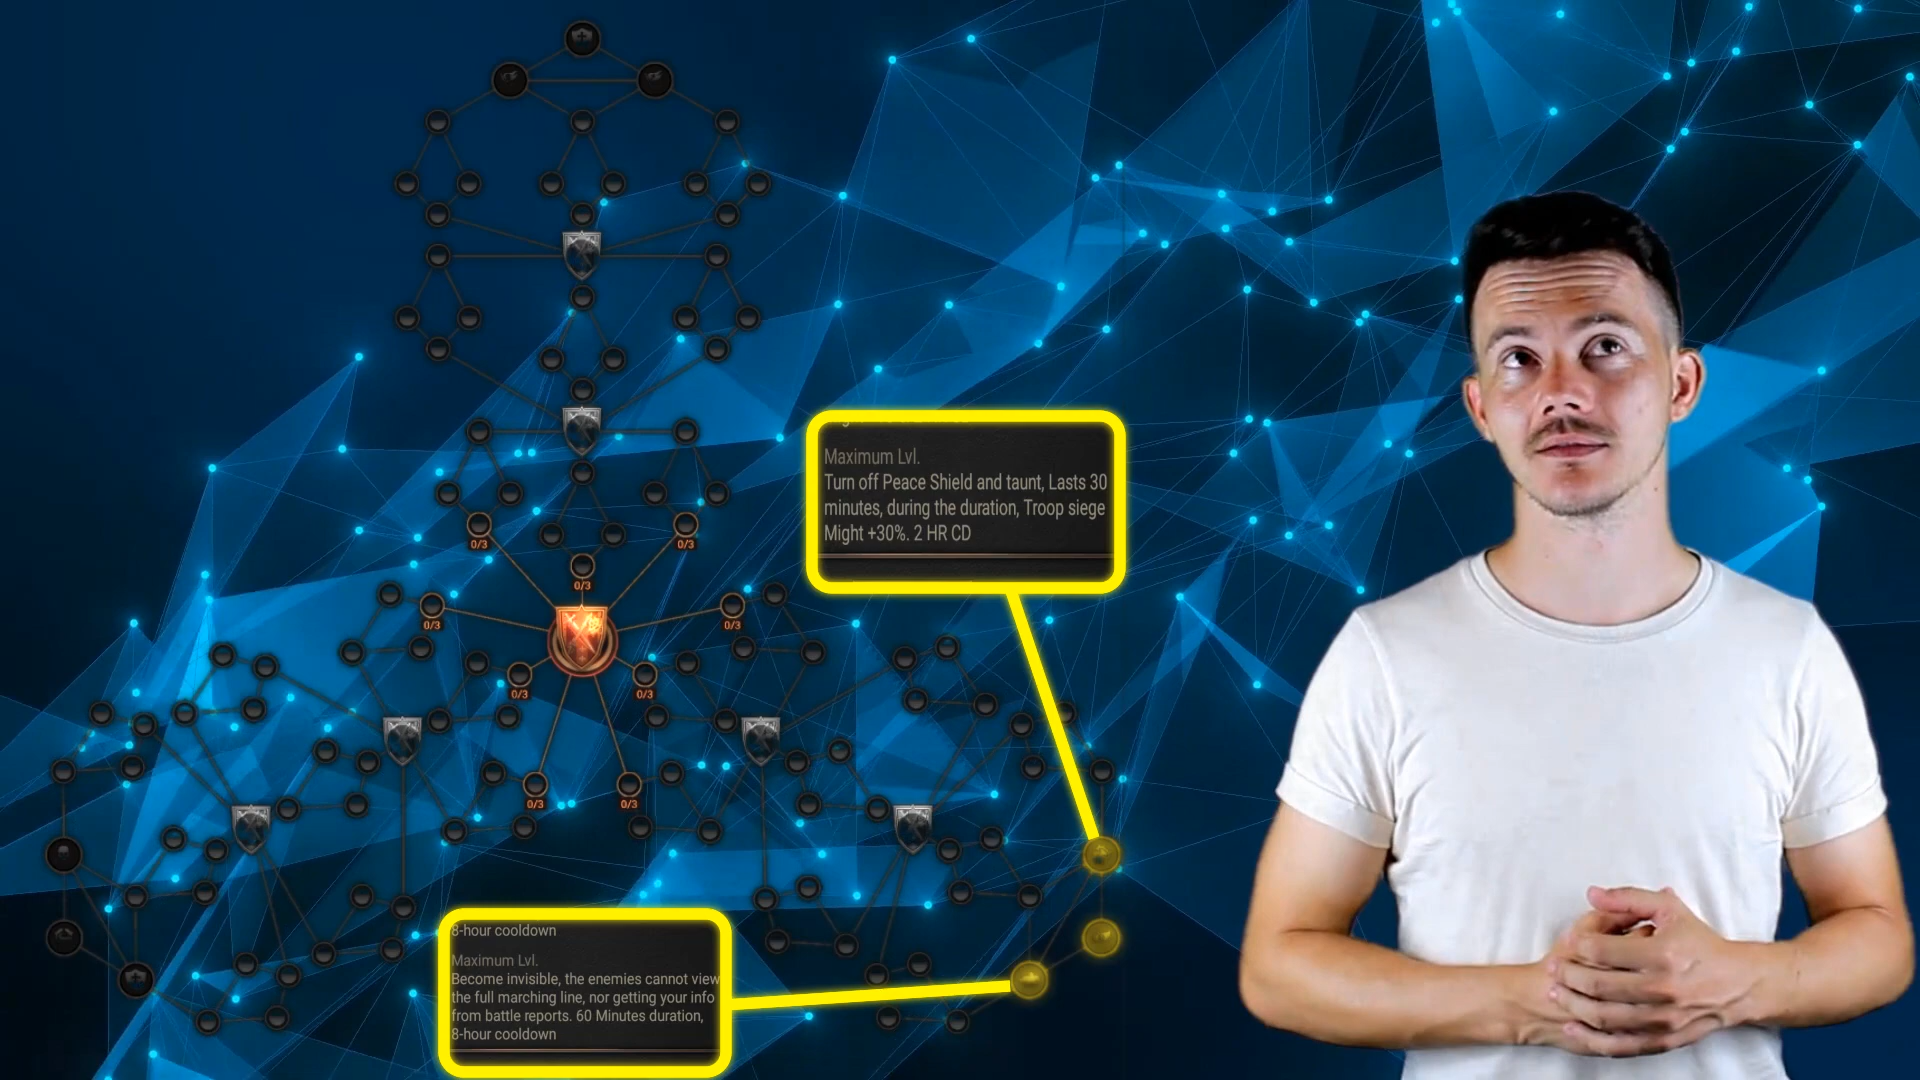 Maximum Lvl.
Turn off Peace Shield and taunt, Lasts 30
minutes, during the duration, Troop siege
Might +30%. 2 HR CD
0/3
0/3
0/3
0/3
0/3
0/3
0/3
0/3
0/3
8-hour cooldown
Maximum Lvl.
Become invisible, the enemies cannot view
the full marching line, nor getting your info
from battle reports. 60 Minutes duration,
8-hour cooldown